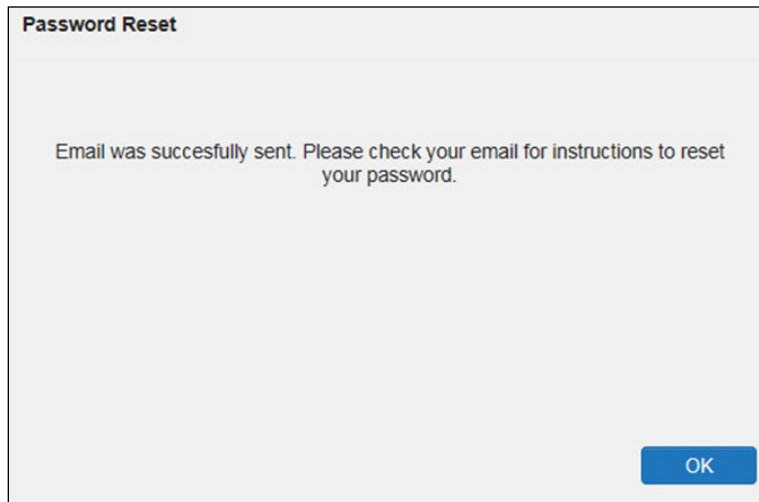 Password Reset
Email was succesfully sent. Please check your email for instructions to reset
your password.
OK